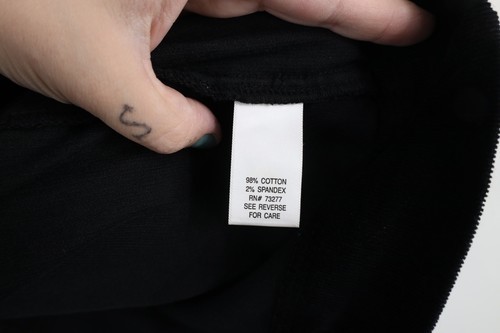 98% COTTON
2% SPANDEX
RN# 73277
SEE REVERSE
FOR CARE